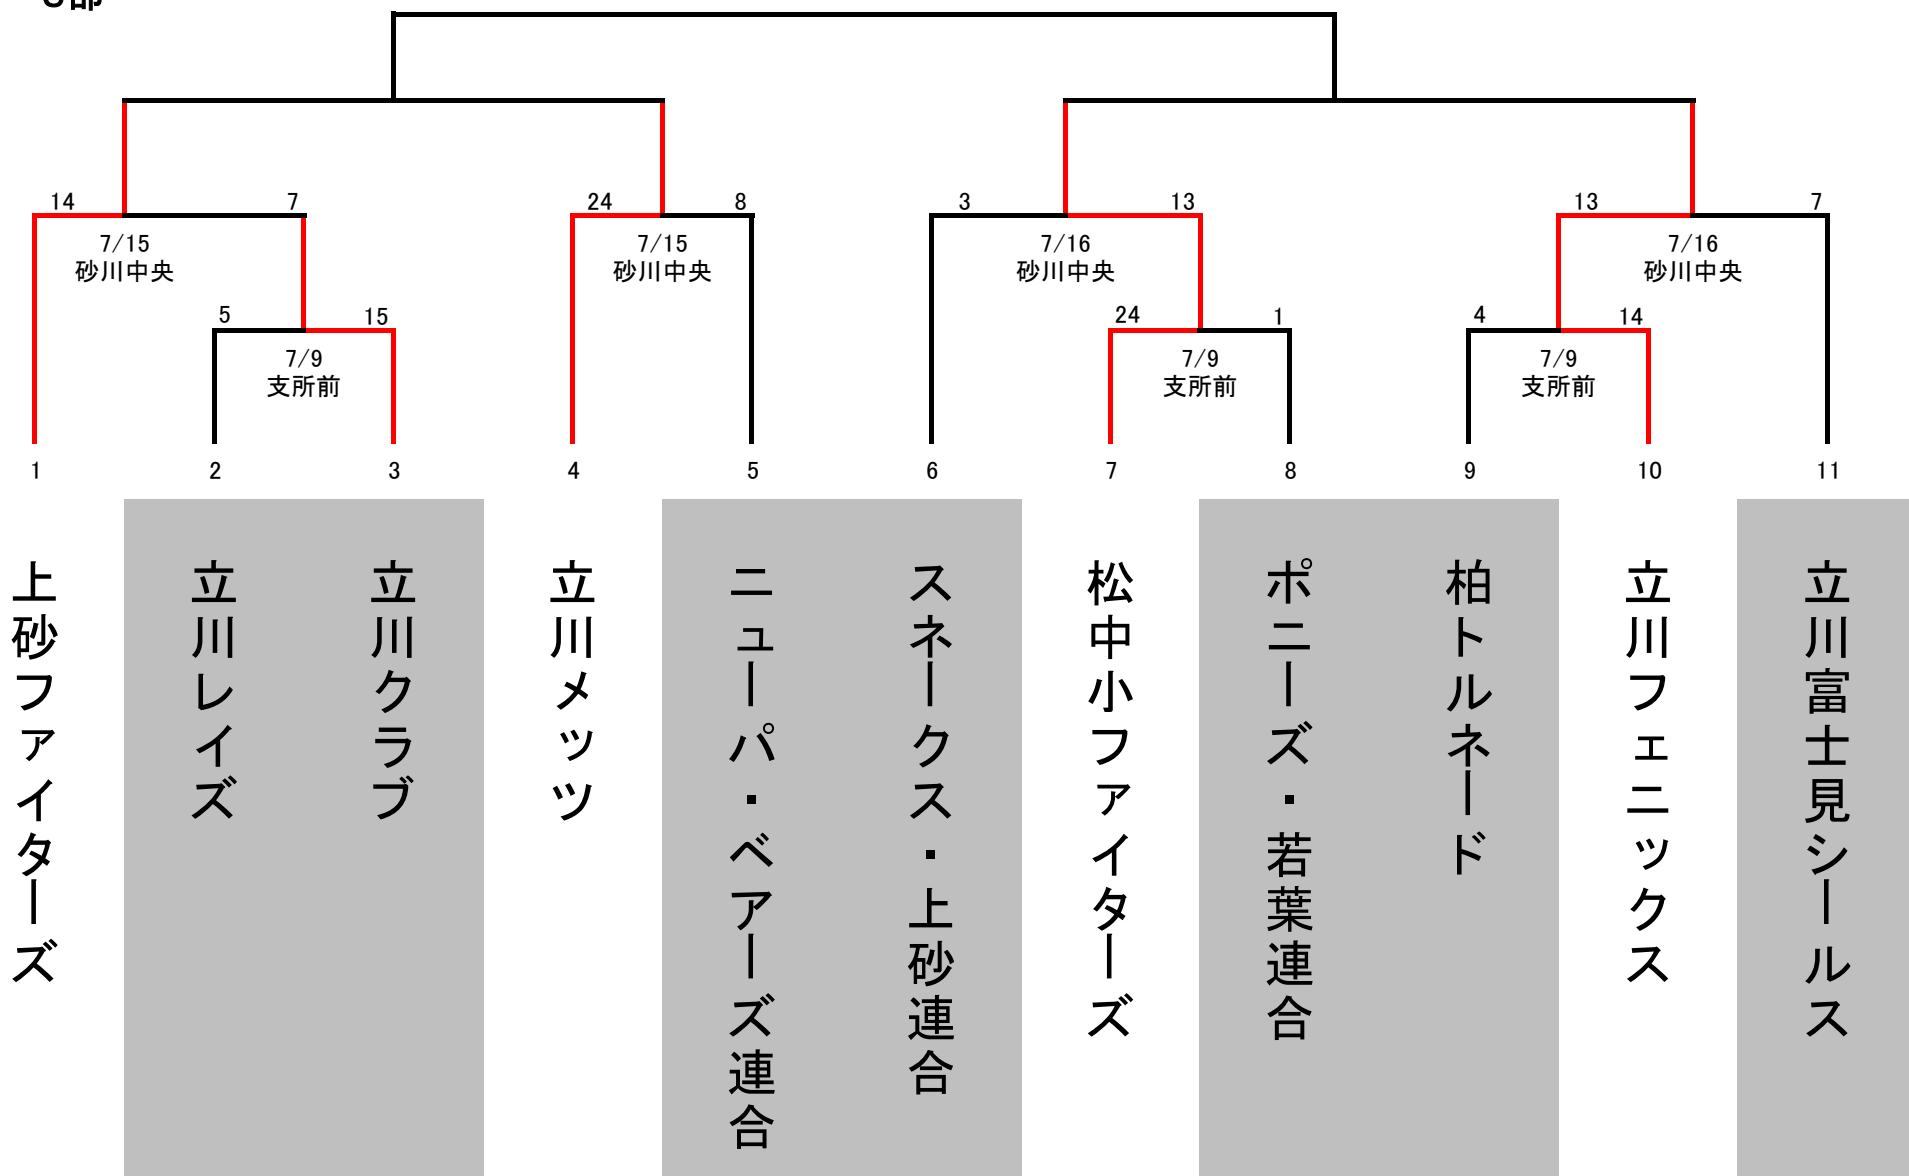 部
14 7 24 8 3 13 13 7
7/15 7/15 7/16 7/16
砂川中央 砂川中央 砂川中央 砂川中央
5 15 24 1 4 14
7/9 7/9 7/9
支所前 支所前 支所前
1 2 3 4 5 6 7 8 9 10 11
上砂ファイターズ
立川レイズ
立川クラブ
立川メッツ
ニューパ・ベアーズ連合
スネークス・上砂連合
松中小ファイターズ
ポニーズ・若葉連合
柏トルネード
立川フェニックス
立川富士見シールス